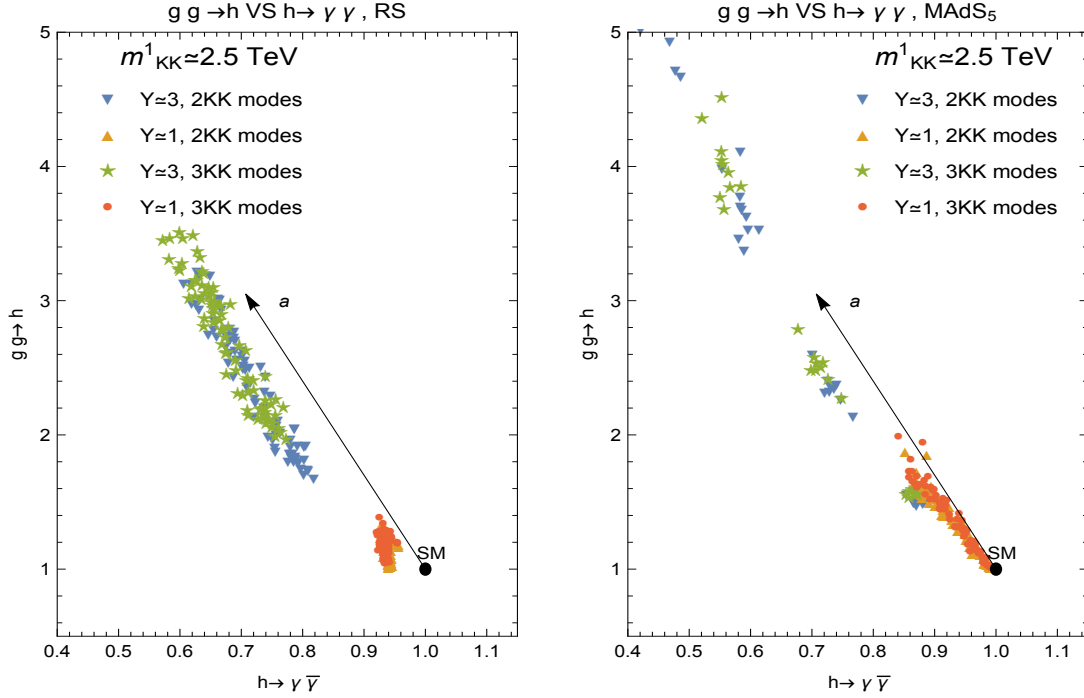 g g →h VS h→ γ γ , RS
m¹KK≃2.5 TeV
Y≃3, 2KK modes
Y≃1, 2KK modes
Y≃3, 3KK modes
Y≃1, 3KK modes
a
SM
g g→ h
5
4
3
2
1
0.4 0.5 0.6 0.7 0.8 0.9 1.0 1.1
h→ γ γ̅
g g →h VS h→ γ γ , MAdS₅
m¹KK≃2.5 TeV
Y≃3, 2KK modes
Y≃1, 2KK modes
Y≃3, 3KK modes
Y≃1, 3KK modes
a
SM
g g→ h
5
4
3
2
1
0.4 0.5 0.6 0.7 0.8 0.9 1.0 1.1
h→ γ γ̅